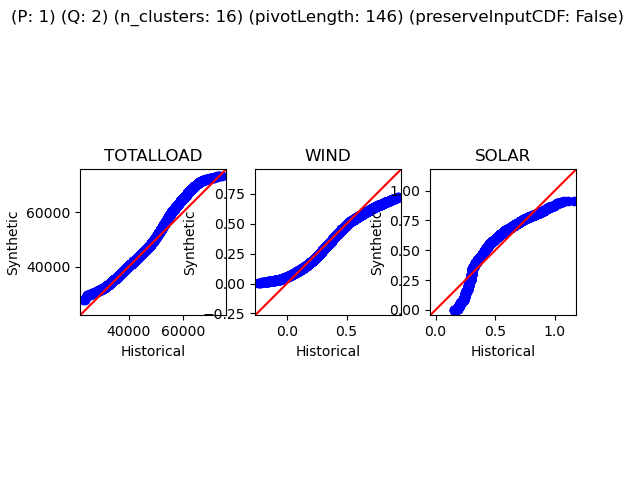 (P: 1) (Q: 2) (n_clusters: 16) (pivotLength: 146) (preserveInputCDF: False)
TOTALLOAD
Synthetic
60000
40000
40000 60000
Historical
WIND
Synthetic
0.75
0.50
0.25
0.00
−0.25
0.0 0.5
Historical
SOLAR
Synthetic
1.00
0.75
0.50
0.25
0.00
0.0 0.5 1.0
Historical